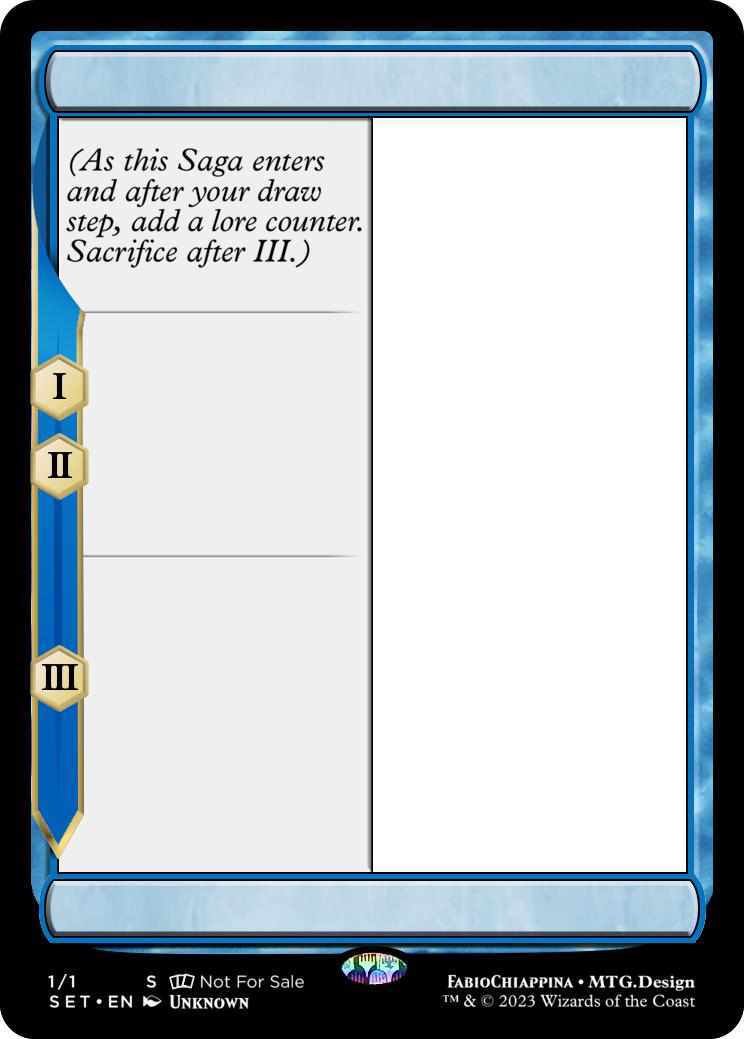 (As this Saga enters
and after your draw
step, add a lore counter.
Sacrifice after III.)
I
II
III
1/1 S Not For Sale
SET • EN Unknown
FabioChiappina • MTG.Design
™ & © 2023 Wizards of the Coast